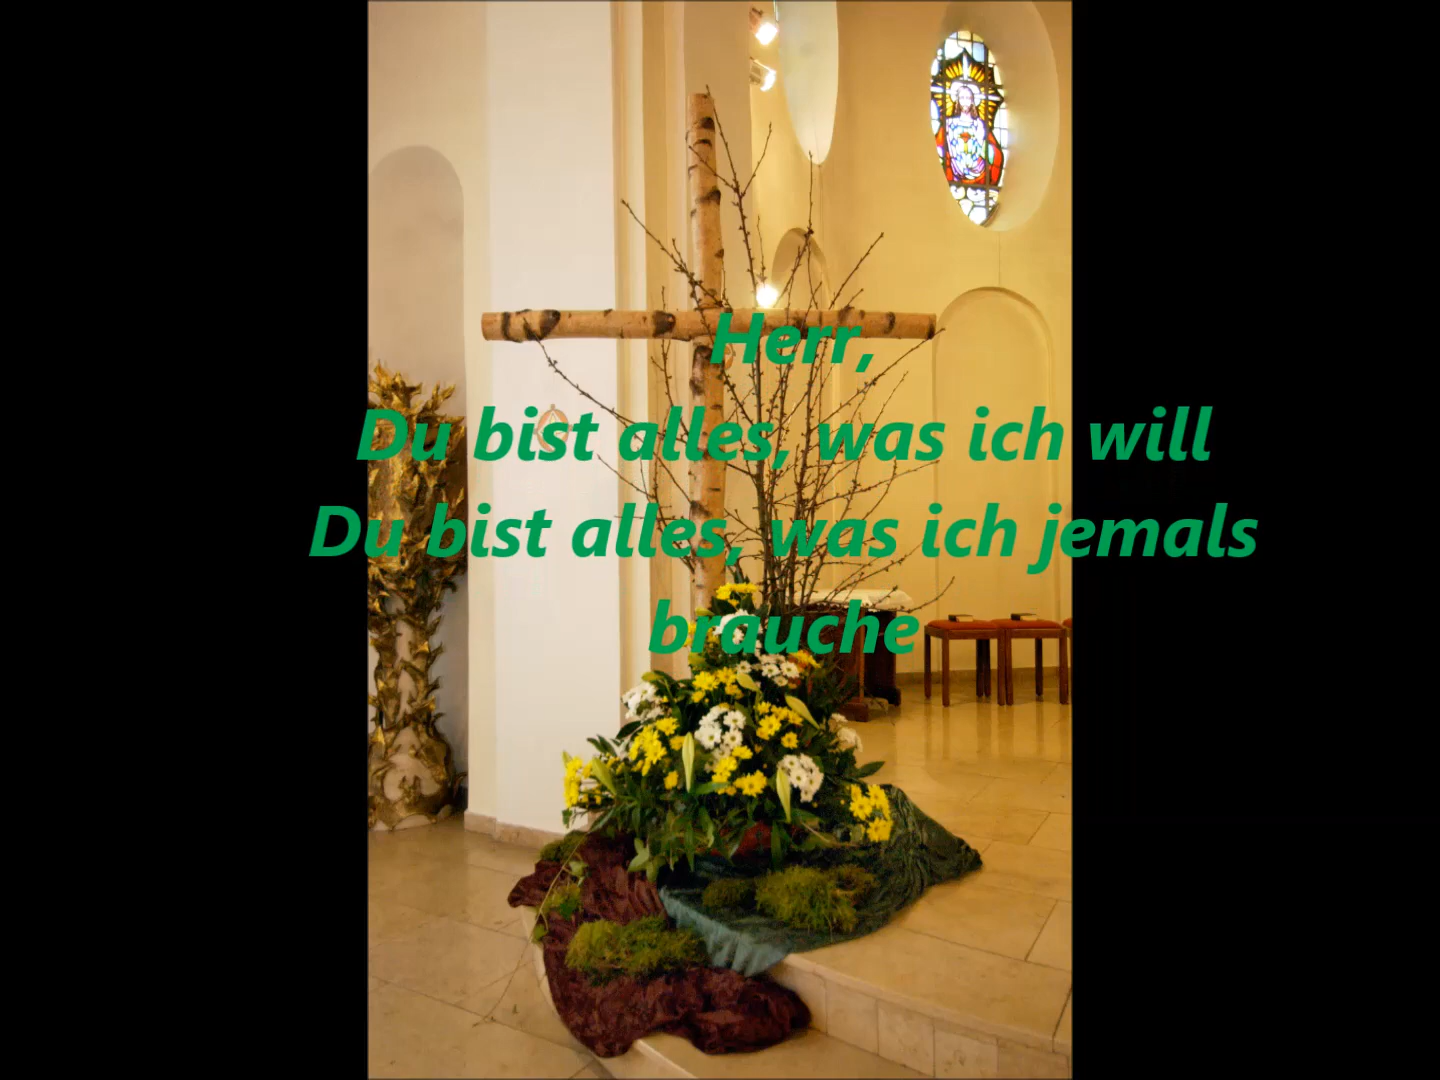 Herr,
Du bist alles, was ich will
Du bist alles, was ich jemals
brauche